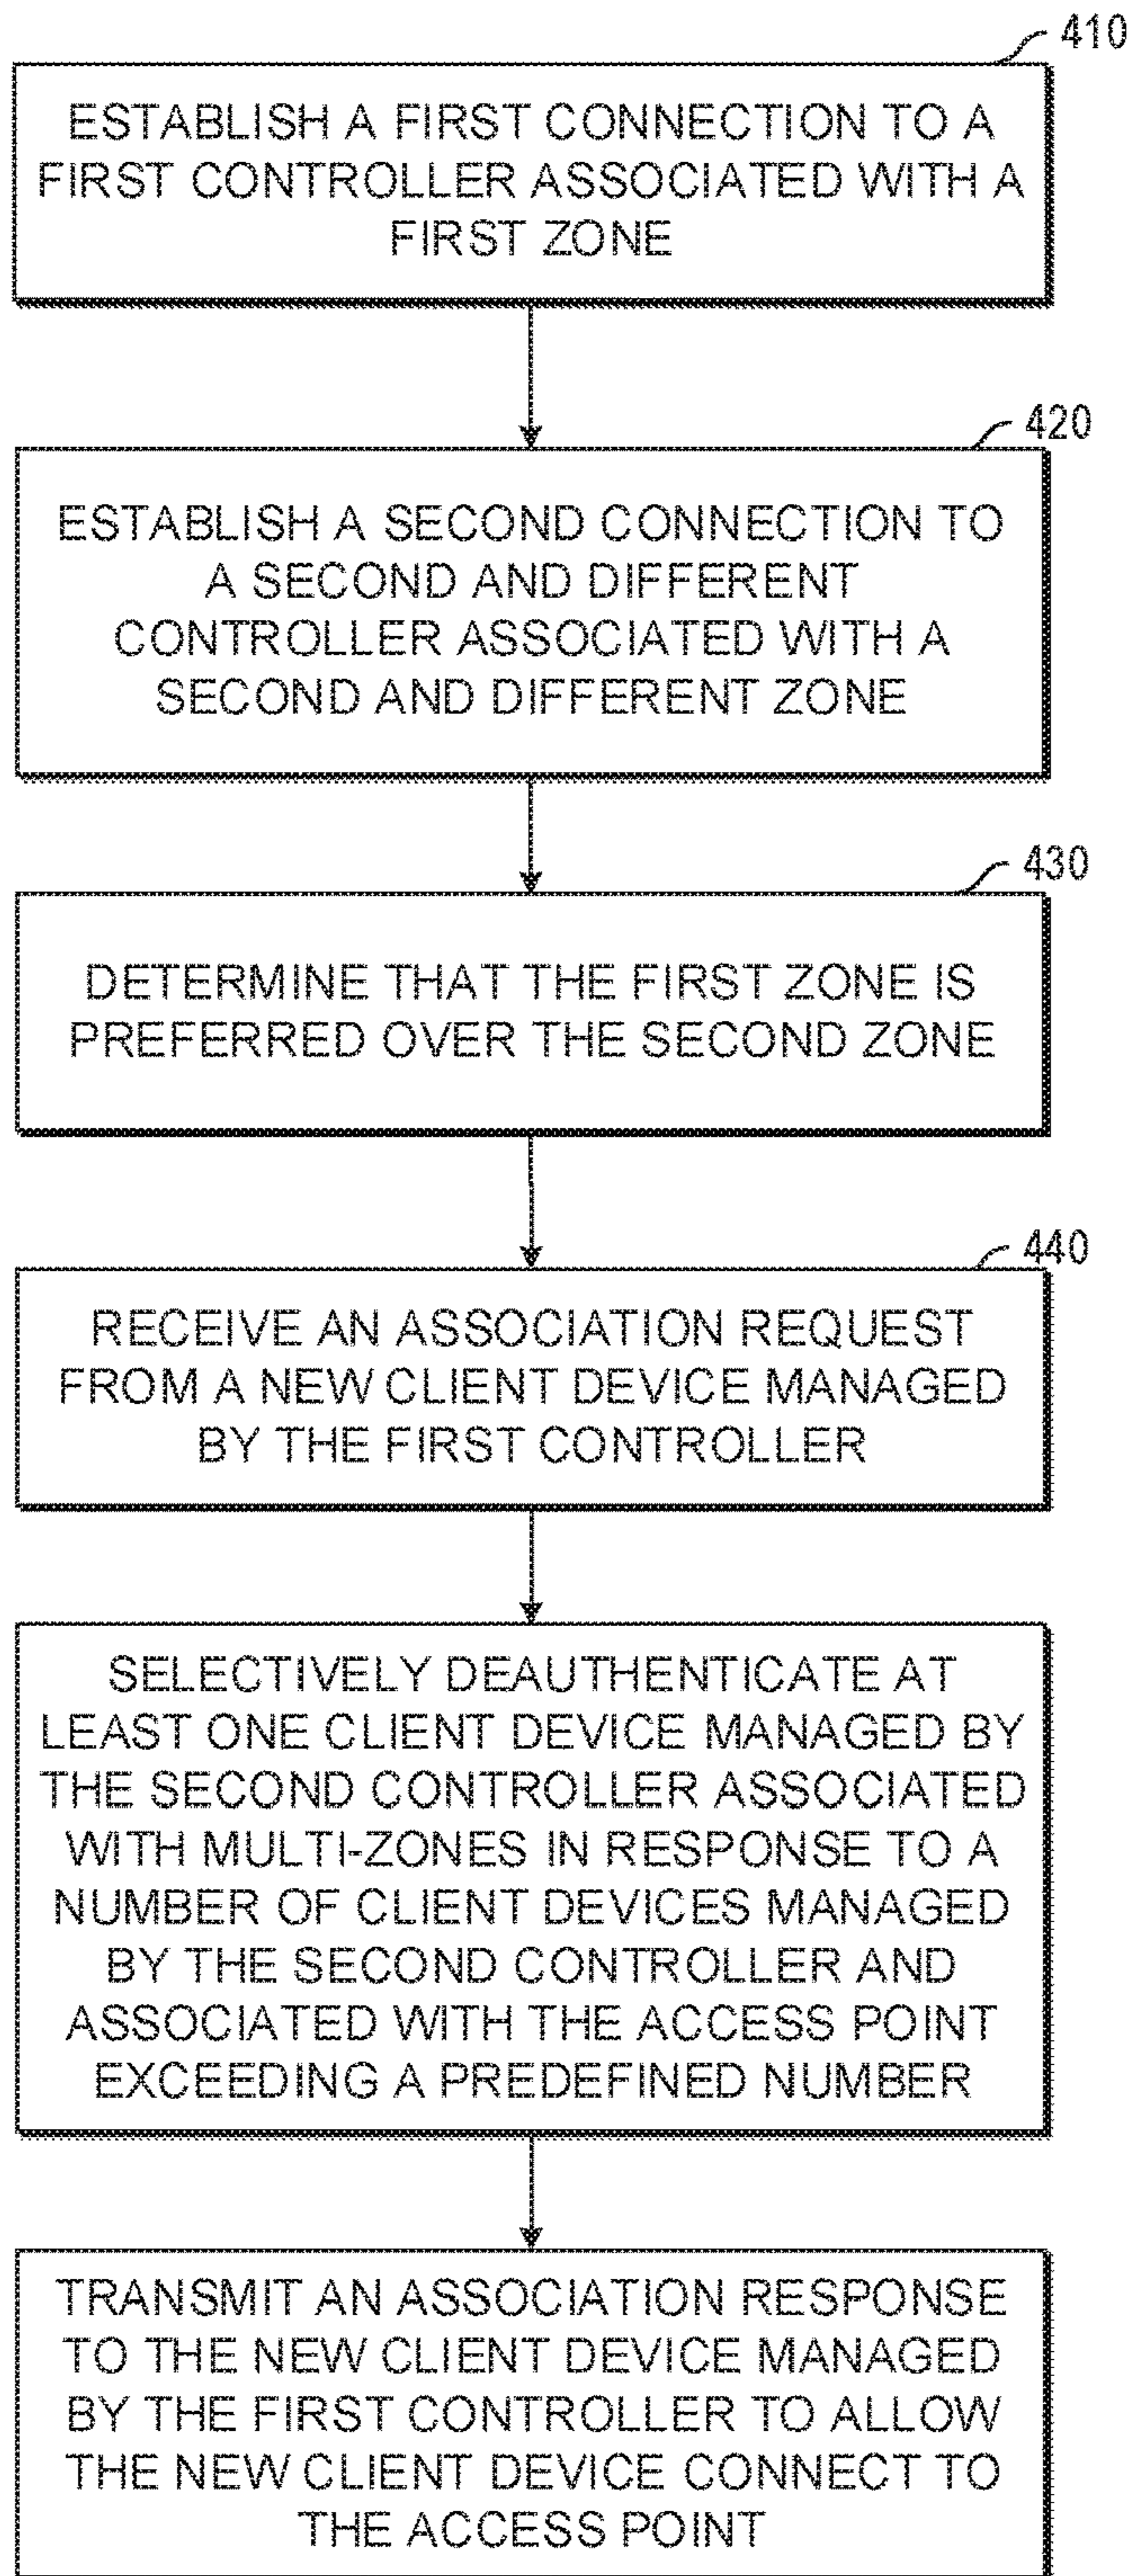 410
ESTABLISH A FIRST CONNECTION TO A
FIRST CONTROLLER ASSOCIATED WITH A
FIRST ZONE
420
ESTABLISH A SECOND CONNECTION TO
A SECOND AND DIFFERENT
CONTROLLER ASSOCIATED WITH A
SECOND AND DIFFERENT ZONE
430
DETERMINE THAT THE FIRST ZONE IS
PREFERRED OVER THE SECOND ZONE
440
RECEIVE AN ASSOCIATION REQUEST
FROM A NEW CLIENT DEVICE MANAGED
BY THE FIRST CONTROLLER
SELECTIVELY DEAUTHENTICATE AT
LEAST ONE CLIENT DEVICE MANAGED BY
THE SECOND CONTROLLER ASSOCIATED
WITH MULTI-ZONES IN RESPONSE TO A
NUMBER OF CLIENT DEVICES MANAGED
BY THE SECOND CONTROLLER AND
ASSOCIATED WITH THE ACCESS POINT
EXCEEDING A PREDEFINED NUMBER
TRANSMIT AN ASSOCIATION RESPONSE
TO THE NEW CLIENT DEVICE MANAGED
BY THE FIRST CONTROLLER TO ALLOW
THE NEW CLIENT DEVICE CONNECT TO
THE ACCESS POINT